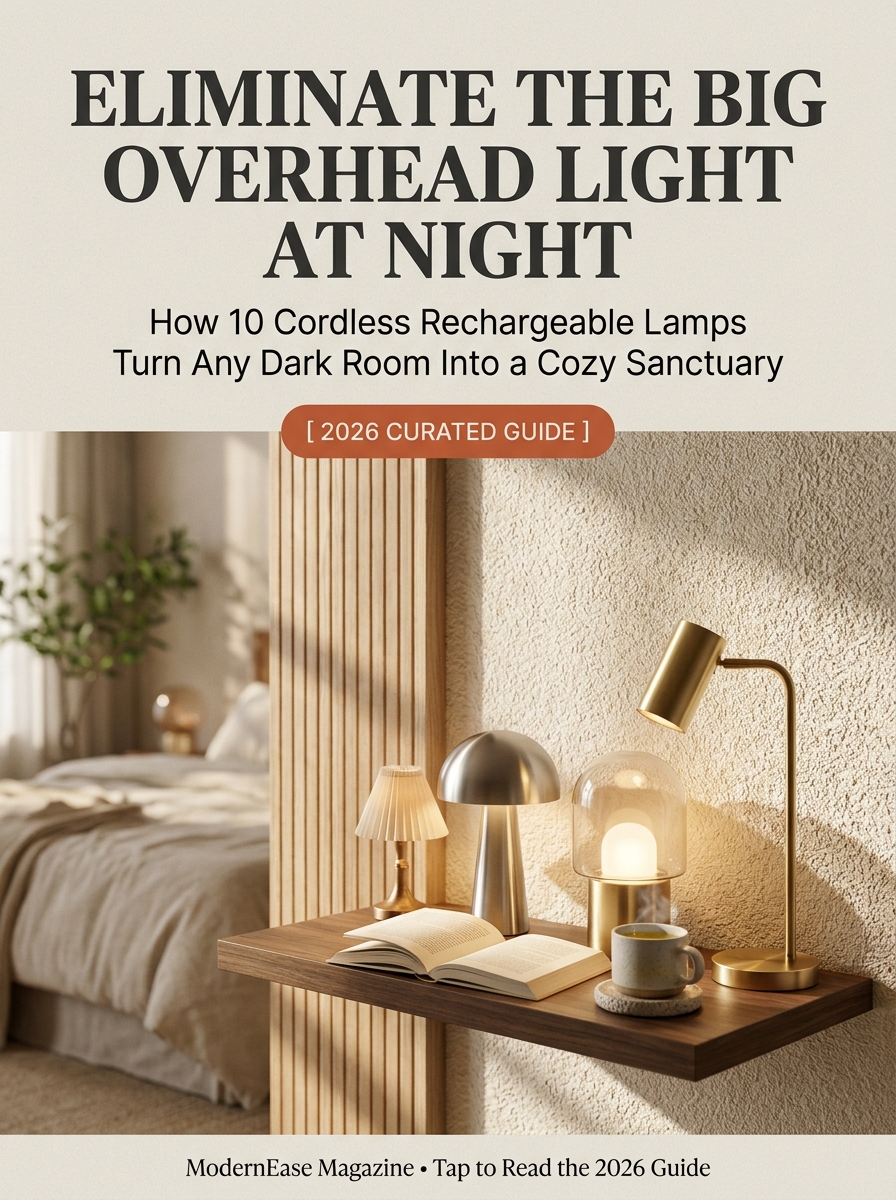 ELIMINATE THE BIG
OVERHEAD LIGHT
AT NIGHT
How 10 Cordless Rechargeable Lamps
Turn Any Dark Room Into a Cozy Sanctuary
[ 2026 CURATED GUIDE ]
ModernEase Magazine • Tap to Read the 2026 Guide